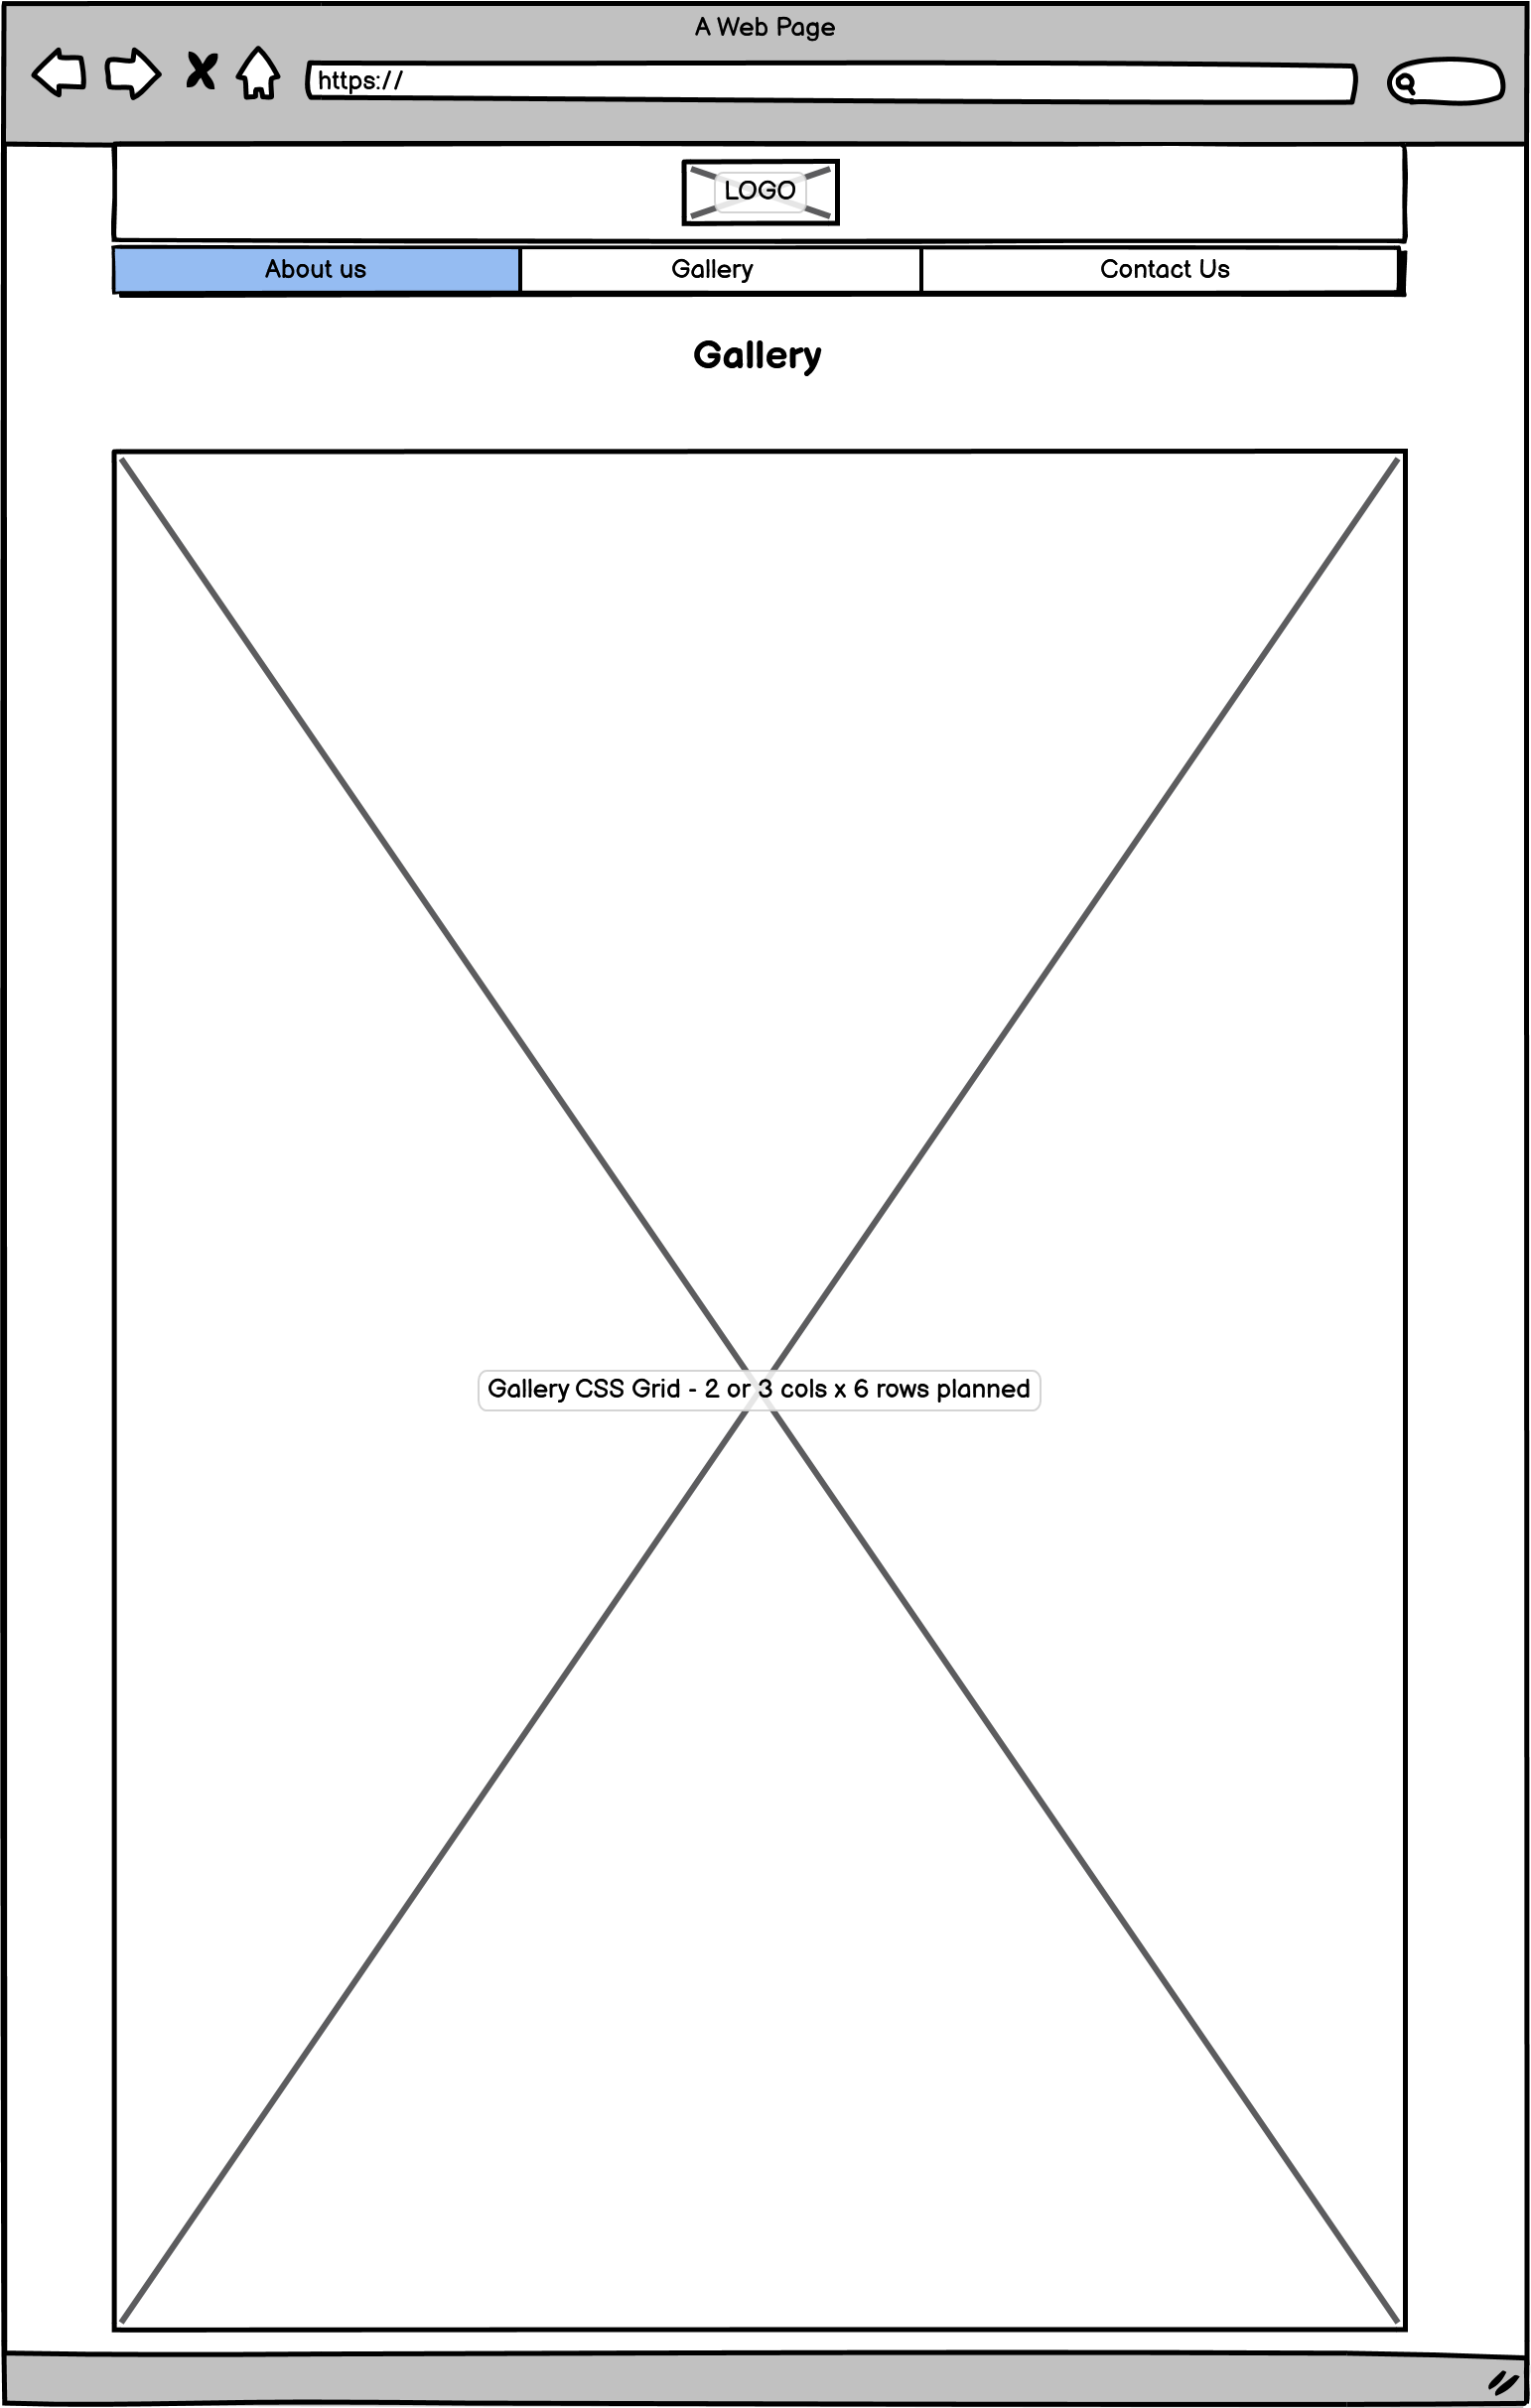 A Web Page
https://
LOGO
About us Gallery Contact Us
Gallery
Gallery CSS Grid - 2 or 3 cols x 6 rows planned